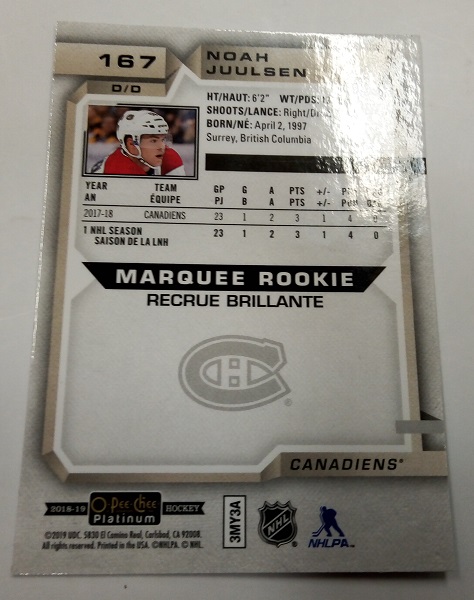 167
NOAH
JUULSEN
D/D
HT/HAUT: 6'2" WT/PDS:
SHOOTS/LANCE: Right/
BORN/NÉ: April 2, 1997
Surrey, British Columbia
YEAR TEAM GP G A PTS +/-
AN ÉQUIPE PJ B A PTS +/-
2017-18 CANADIENS 23 1 2 3 1 4 0
1 NHL SEASON 23 1 2 3 1 4 0
SAISON DE LA LNH
MARQUEE ROOKIE
RECRUE BRILLANTE
CH
®
CANADIENS®
2018-19 O-PEE-CHEE PLATINUM HOCKEY
©2019 UDC. 5830 El Camino Real, Carlsbad, CA 92008.
All rights reserved. Printed in the USA. ©NHLPA. © NHL.
3MY3A
NHL
NHLPA